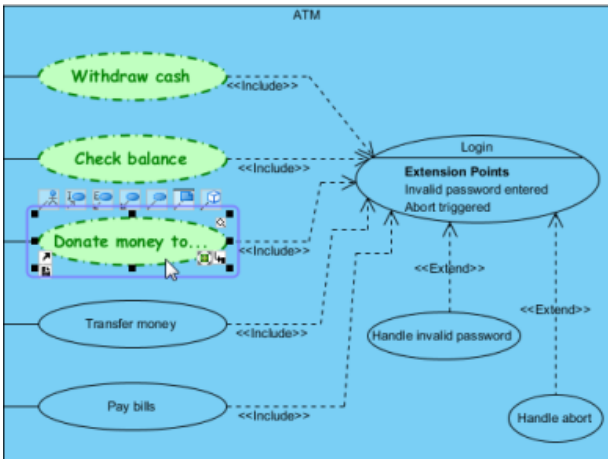 ATM
Withdraw cash
<<Include>>
Check balance
<<Include>>
Login
Extension Points
Invalid password entered
Abort triggered
Donate money to...
<<Include>>
<<Extend>>
<<Extend>>
Transfer money
<<Include>>
Handle invalid password
Pay bills
<<Include>>
Handle abort